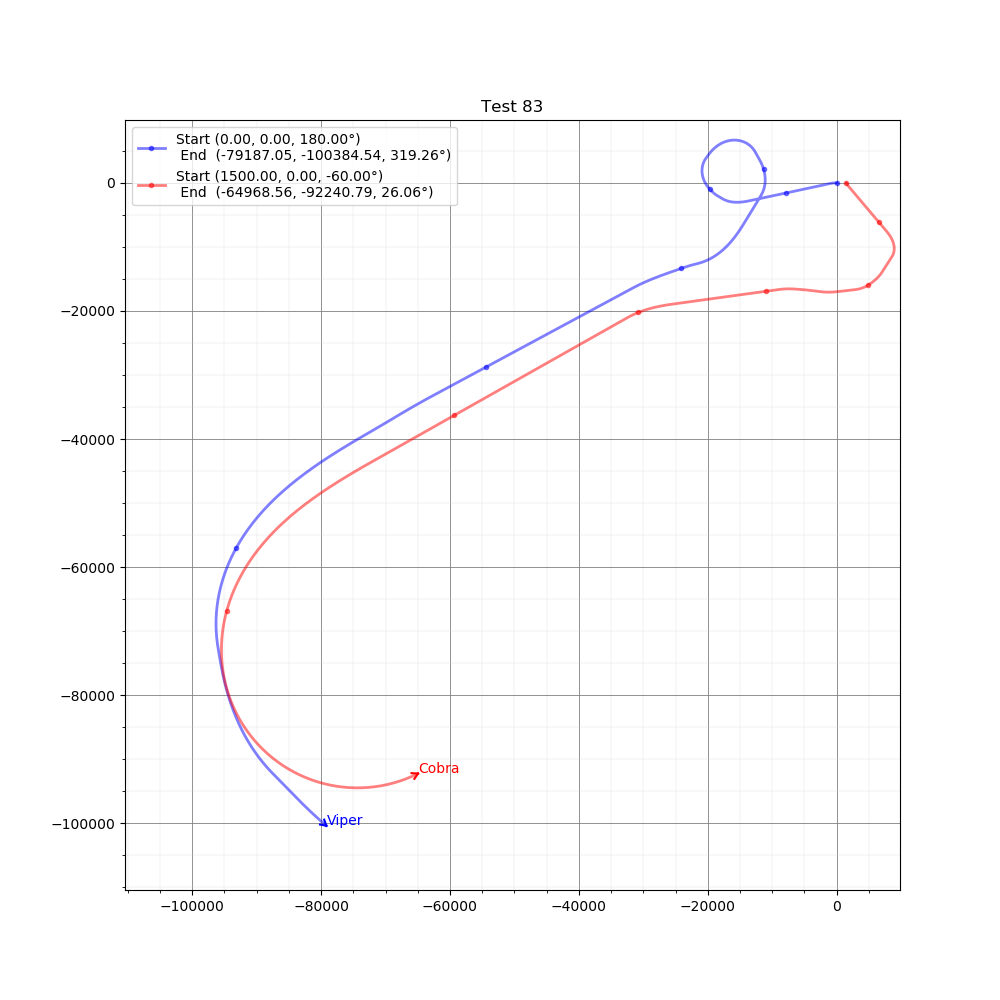 Test 83
Start (0.00, 0.00, 180.00°)
End  (-79187.05, -100384.54, 319.26°)
Start (1500.00, 0.00, -60.00°)
End  (-64968.56, -92240.79, 26.06°)
0
−20000
−40000
−60000
−80000
−100000
Cobra
Viper
−100000
−80000
−60000
−40000
−20000
0